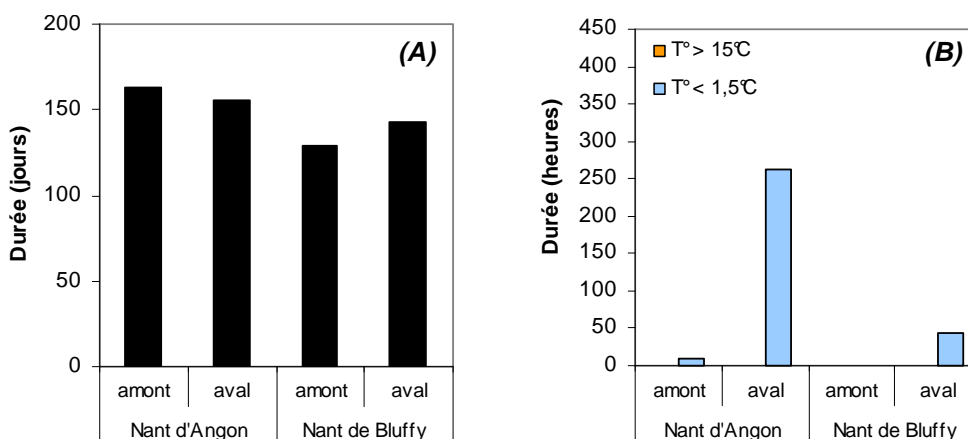 (A)
Durée (jours)
200
150
100
50
0
amont aval amont aval
Nant d'Angon Nant de Bluffy
(B)
Durée (heures)
T° > 15°C
T° < 1,5°C
450
400
350
300
250
200
150
100
50
0
amont aval amont aval
Nant d'Angon Nant de Bluffy